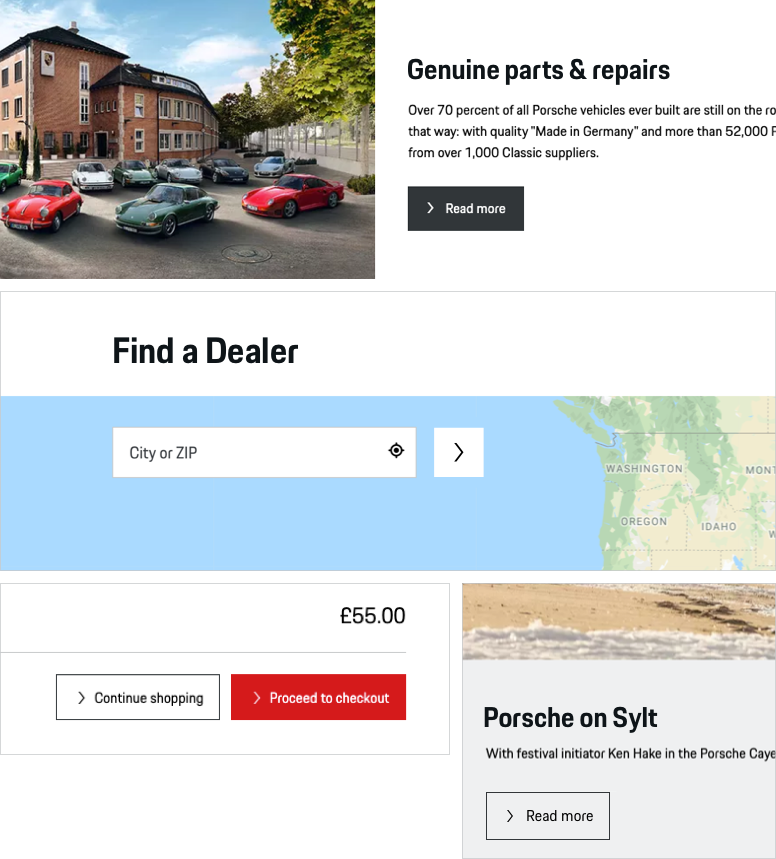 Genuine parts & repairs
Over 70 percent of all Porsche vehicles ever built are still on the ro
that way: with quality "Made in Germany" and more than 52,000 P
from over 1,000 Classic suppliers.
Read more
Find a Dealer
City or ZIP
WASHINGTON
MONT
OREGON
IDAHO
W
£55.00
Continue shopping
Proceed to checkout
Porsche on Sylt
With festival initiator Ken Hake in the Porsche Caye
Read more